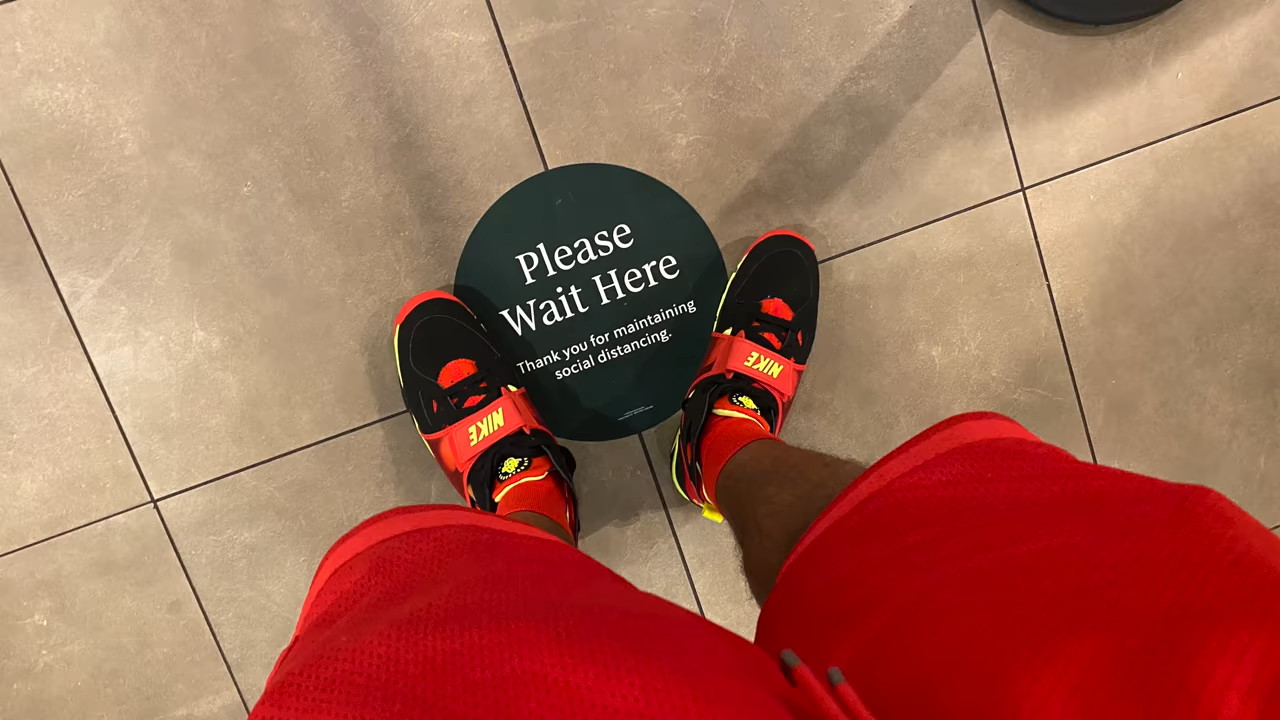 Please
Wait Here
Thank you for maintaining
social distancing.
NIKE
NIKE